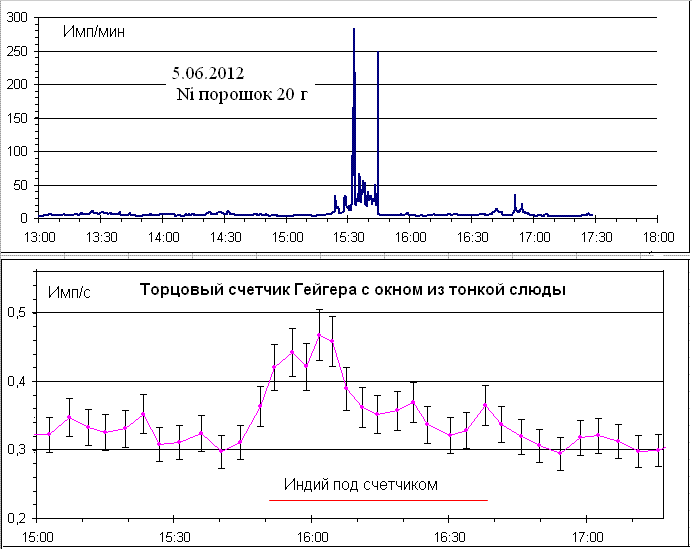 300
Имп/мин
250
5.06.2012
200
Ni порошок 20 г
150
100
50
0
13:00 13:30 14:00 14:30 15:00 15:30 16:00 16:30 17:00 17:30 18:00
Имп/с
Торцовый счетчик Гейгера с окном из тонкой слюды
0,5
0,4
0,3
Индий под счетчиком
0,2
15:00 15:30 16:00 16:30 17:00